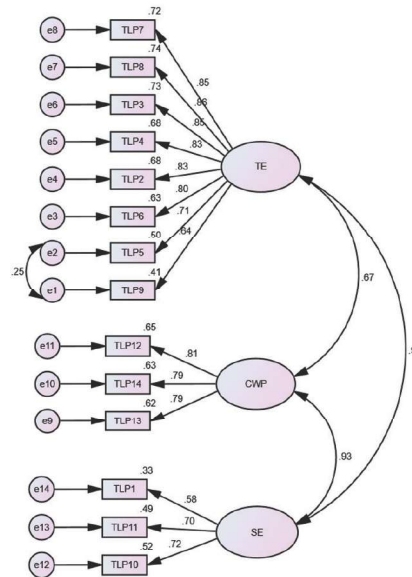 .72
e8 TLP7
.74
.85
e7 TLP8
.73
.86
e6 TLP3
.85
.68
e5 TLP4
.83
TE
.68
e4 TLP2
.83
.63
.80
e3 TLP6
.71
.50
.64
e2 TLP5
.25
.41
e1 TLP9
.67
.65
e11 TLP12
.81
.63
e10 TLP14
.79
CWP
.62
.79
e9 TLP13
.93
.33
e14 TLP1
.58
.49
e13 TLP11
.70
SE
.52
.72
e12 TLP10